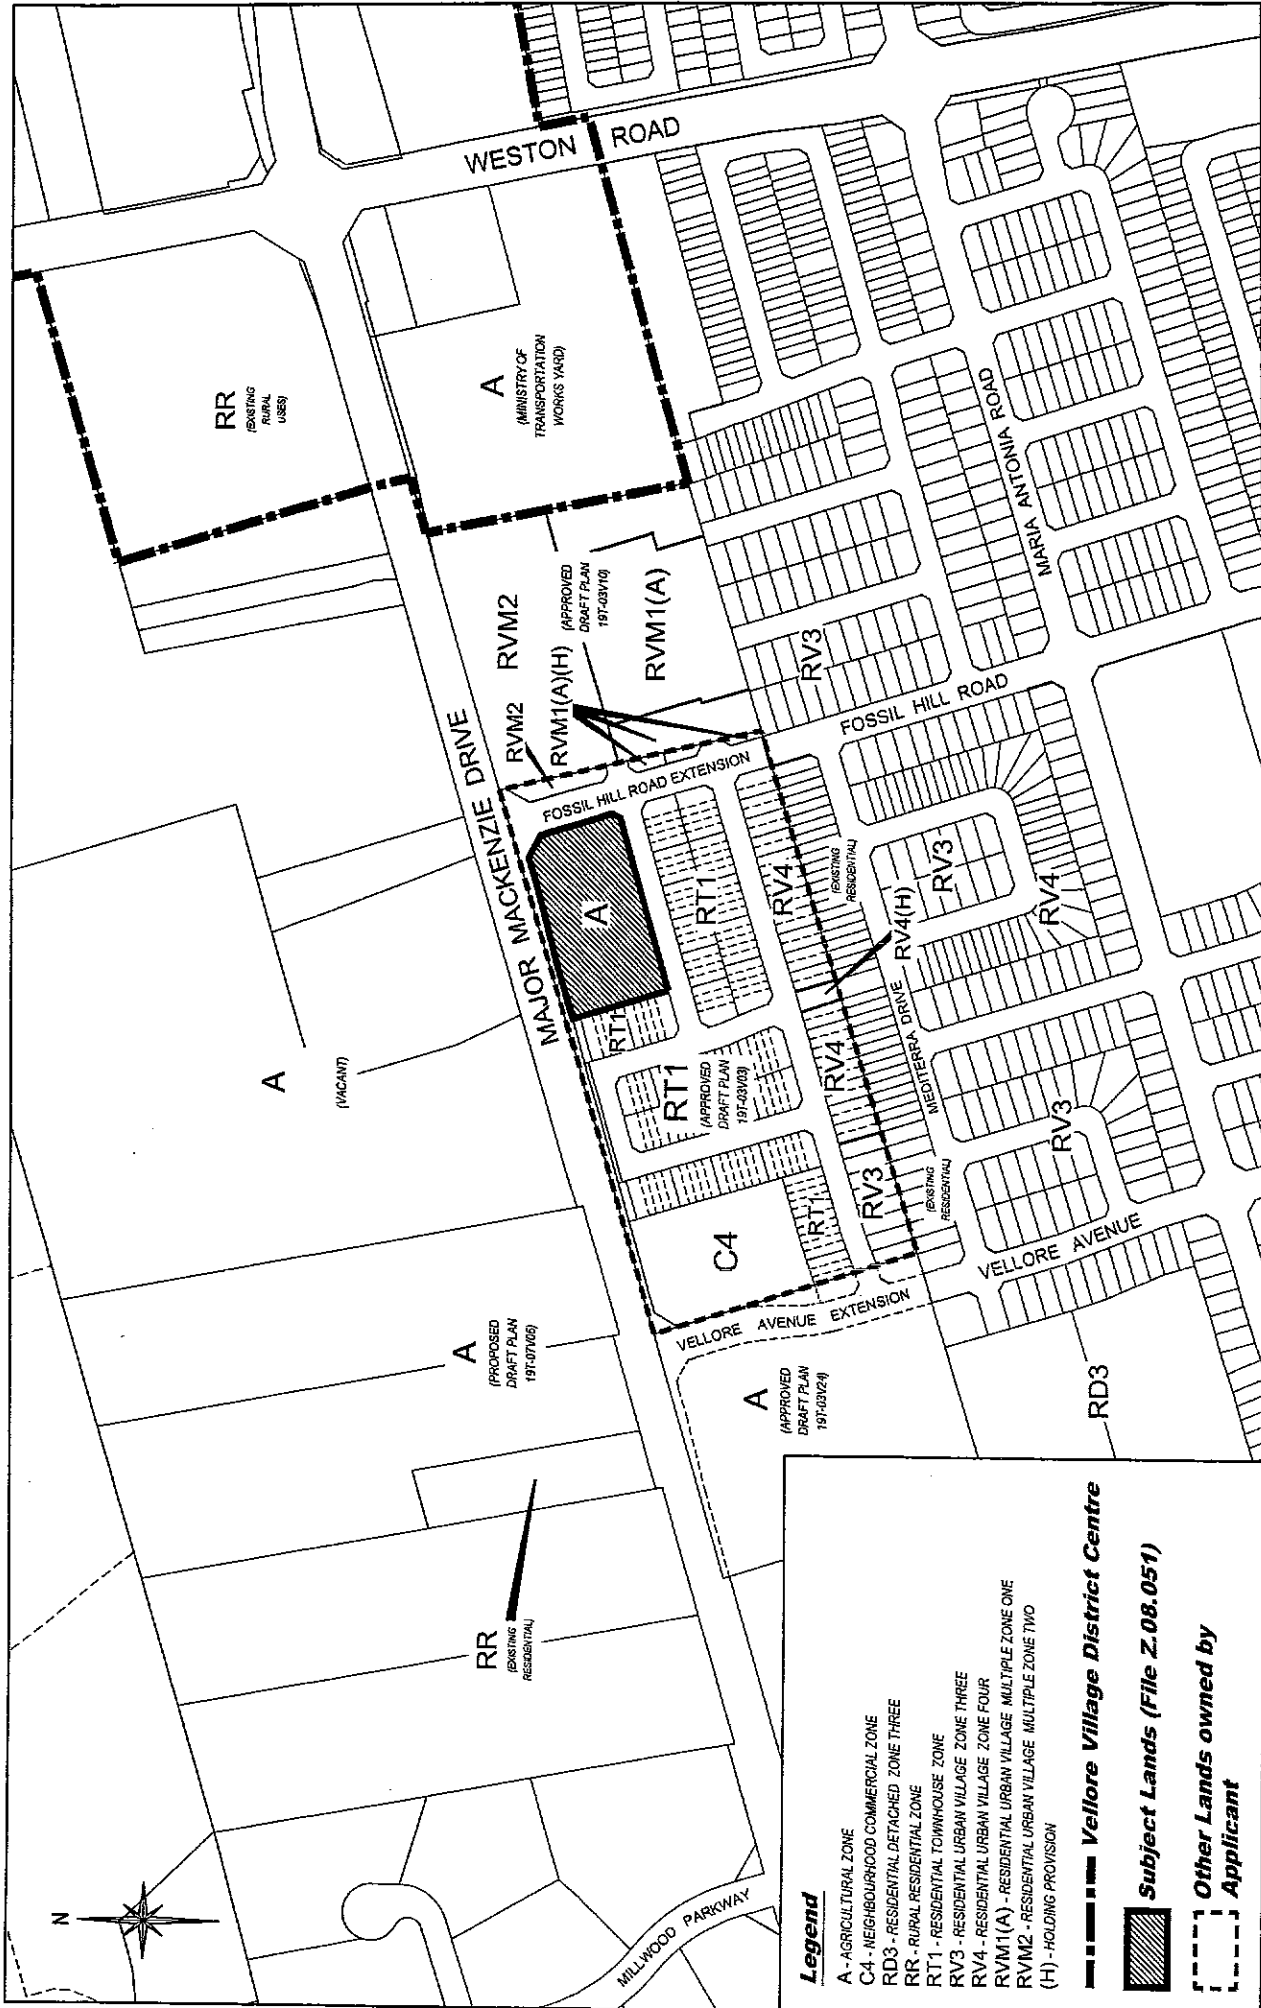 N
MILLWOOD PARKWAY
RR
(EXISTING
RESIDENTIAL)
A
(PROPOSED
DRAFT PLAN
19T-07V06)
A
(VACANT)
RR
(EXISTING
RURAL
USES)
WESTON ROAD
A
(MINISTRY OF
TRANSPORTATION
WORKS YARD)
MAJOR MACKENZIE DRIVE
RVM2
RVM2
RVM1(A)(H)
(APPROVED
DRAFT PLAN
19T-03V10)
RVM1(A)
FOSSIL HILL ROAD EXTENSION
A
RT1
RT1
RT1
(APPROVED
DRAFT PLAN
19T-03V03)
C4
RT1
RV4
RV4
RV3
RV4(H)
(EXISTING
RESIDENTIAL)
(EXISTING
RESIDENTIAL)
MEDITERRA DRIVE
VELLORE AVENUE EXTENSION
VELLORE AVENUE
A
(APPROVED
DRAFT PLAN
19T-03V24)
RD3
RV3
RV3
RV4
RV3
FOSSIL HILL ROAD
MARIA ANTONIA ROAD
Legend
A - AGRICULTURAL ZONE
C4 - NEIGHBOURHOOD COMMERCIAL ZONE
RD3 - RESIDENTIAL DETACHED ZONE THREE
RR - RURAL RESIDENTIAL ZONE
RT1 - RESIDENTIAL TOWNHOUSE ZONE
RV3 - RESIDENTIAL URBAN VILLAGE ZONE THREE
RV4 - RESIDENTIAL URBAN VILLAGE ZONE FOUR
RVM1(A) - RESIDENTIAL URBAN VILLAGE MULTIPLE ZONE ONE
RVM2 - RESIDENTIAL URBAN VILLAGE MULTIPLE ZONE TWO
(H) - HOLDING PROVISION
Vellore Village District Centre
Subject Lands (File Z.08.051)
Other Lands owned by
Applicant